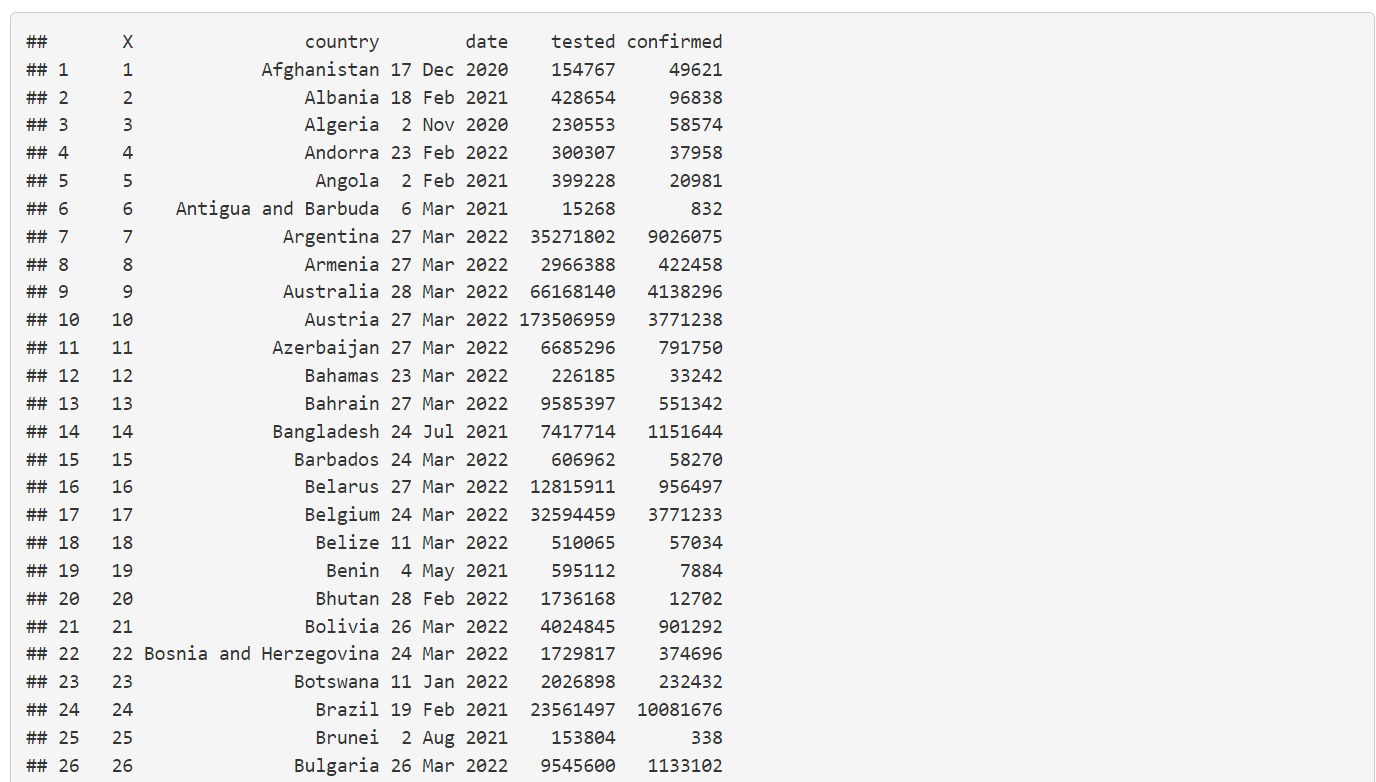 ##       X                country        date    tested confirmed
## 1     1            Afghanistan 17 Dec 2020    154767     49621
## 2     2                Albania 18 Feb 2021    428654     96838
## 3     3                Algeria  2 Nov 2020    230553     58574
## 4     4                Andorra 23 Feb 2022    300307     37958
## 5     5                 Angola  2 Feb 2021    399228     20981
## 6     6    Antigua and Barbuda  6 Mar 2021     15268       832
## 7     7              Argentina 27 Mar 2022  35271802   9026075
## 8     8                Armenia 27 Mar 2022   2966388    422458
## 9     9              Australia 28 Mar 2022  66168140   4138296
## 10   10                Austria 27 Mar 2022 173506959   3771238
## 11   11             Azerbaijan 27 Mar 2022   6685296    791750
## 12   12                Bahamas 23 Mar 2022    226185     33242
## 13   13                Bahrain 27 Mar 2022   9585397    551342
## 14   14             Bangladesh 24 Jul 2021   7417714   1151644
## 15   15               Barbados 24 Mar 2022    606962     58270
## 16   16                Belarus 27 Mar 2022  12815911    956497
## 17   17                Belgium 24 Mar 2022  32594459   3771233
## 18   18                 Belize 11 Mar 2022    510065     57034
## 19   19                  Benin  4 May 2021    595112      7884
## 20   20                 Bhutan 28 Feb 2022   1736168     12702
## 21   21                Bolivia 26 Mar 2022   4024845    901292
## 22   22 Bosnia and Herzegovina 24 Mar 2022   1729817    374696
## 23   23               Botswana 11 Jan 2022   2026898    232432
## 24   24                 Brazil 19 Feb 2021  23561497  10081676
## 25   25                 Brunei  2 Aug 2021    153804       338
## 26   26               Bulgaria 26 Mar 2022   9545600   1133102